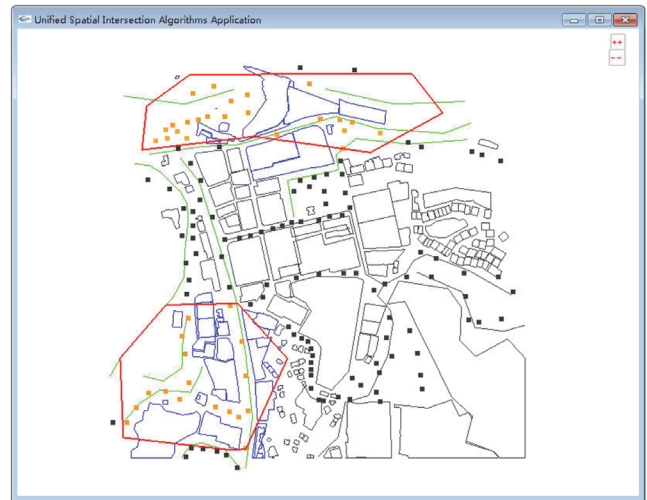 Unified Spatial Intersection Algorithms Application
++
--